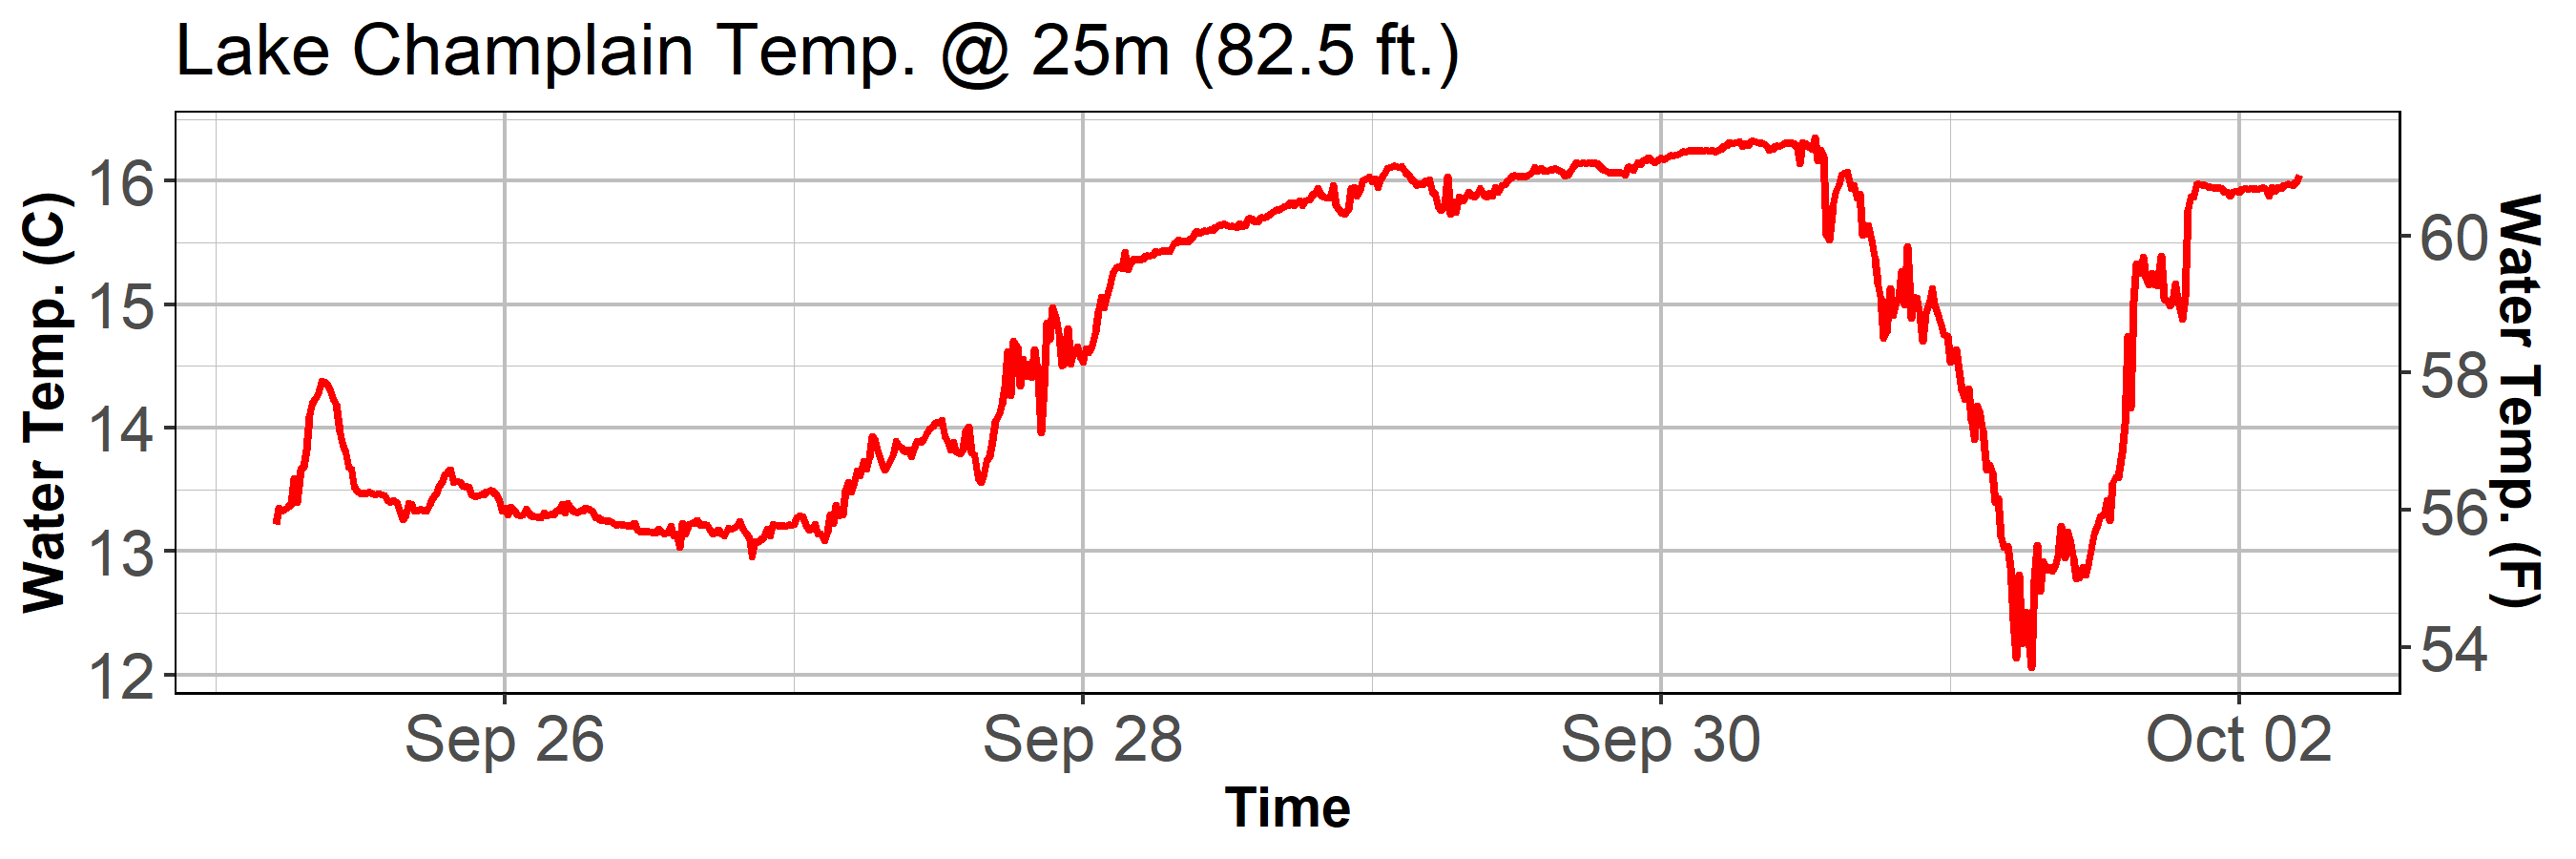 Lake Champlain Temp. @ 25m (82.5 ft.)
Water Temp. (C)
16
15
14
13
12
60
58
56
54
Water Temp. (F)
Sep 26
Sep 28
Sep 30
Oct 02
Time